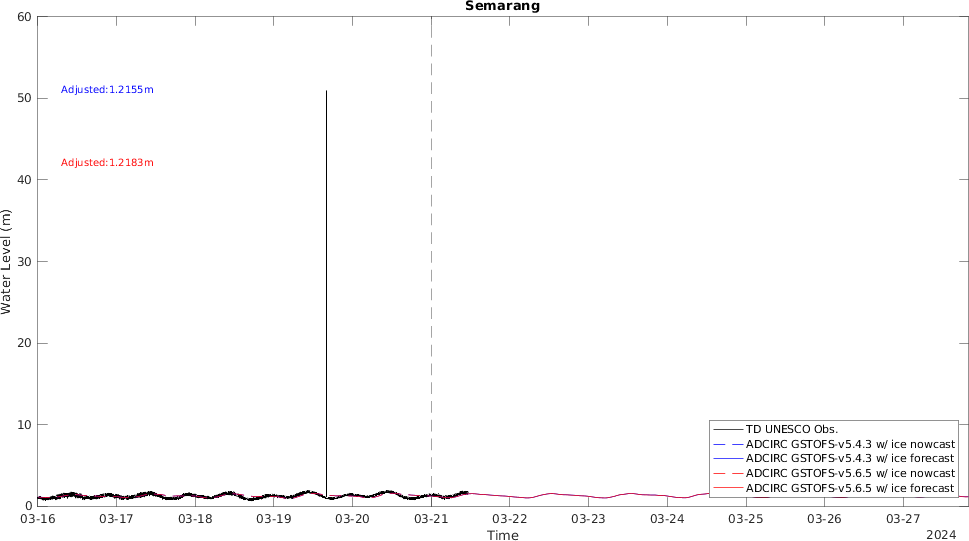 Semarang
60
50
40
30
20
10
0
Water Level (m)
Adjusted:1.2155m
Adjusted:1.2183m
TD UNESCO Obs.
ADCIRC GSTOFS-v5.4.3 w/ ice nowcast
ADCIRC GSTOFS-v5.4.3 w/ ice forecast
ADCIRC GSTOFS-v5.6.5 w/ ice nowcast
ADCIRC GSTOFS-v5.6.5 w/ ice forecast
03-16 03-17 03-18 03-19 03-20 03-21 03-22 03-23 03-24 03-25 03-26 03-27
Time
2024